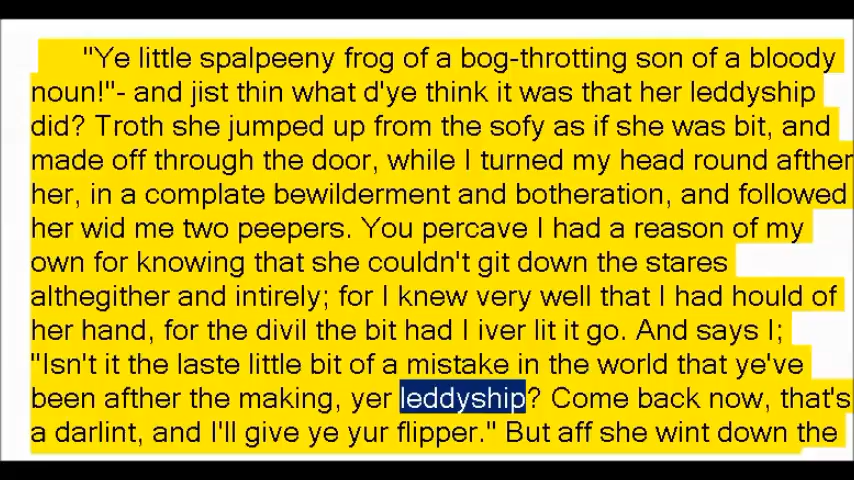 "Ye little spalpeeny frog of a bog-throtting son of a bloody
noun!"- and jist thin what d'ye think it was that her leddyship
did? Troth she jumped up from the sofy as if she was bit, and
made off through the door, while I turned my head round afther
her, in a complate bewilderment and botheration, and followed
her wid me two peepers. You percave I had a reason of my
own for knowing that she couldn't git down the stares
althegither and intirely; for I knew very well that I had hould of
her hand, for the divil the bit had I iver lit it go. And says I;
"Isn't it the laste little bit of a mistake in the world that ye've
been afther the making, yer leddyship? Come back now, that's
a darlint, and I'll give ye yur flipper." But aff she wint down the